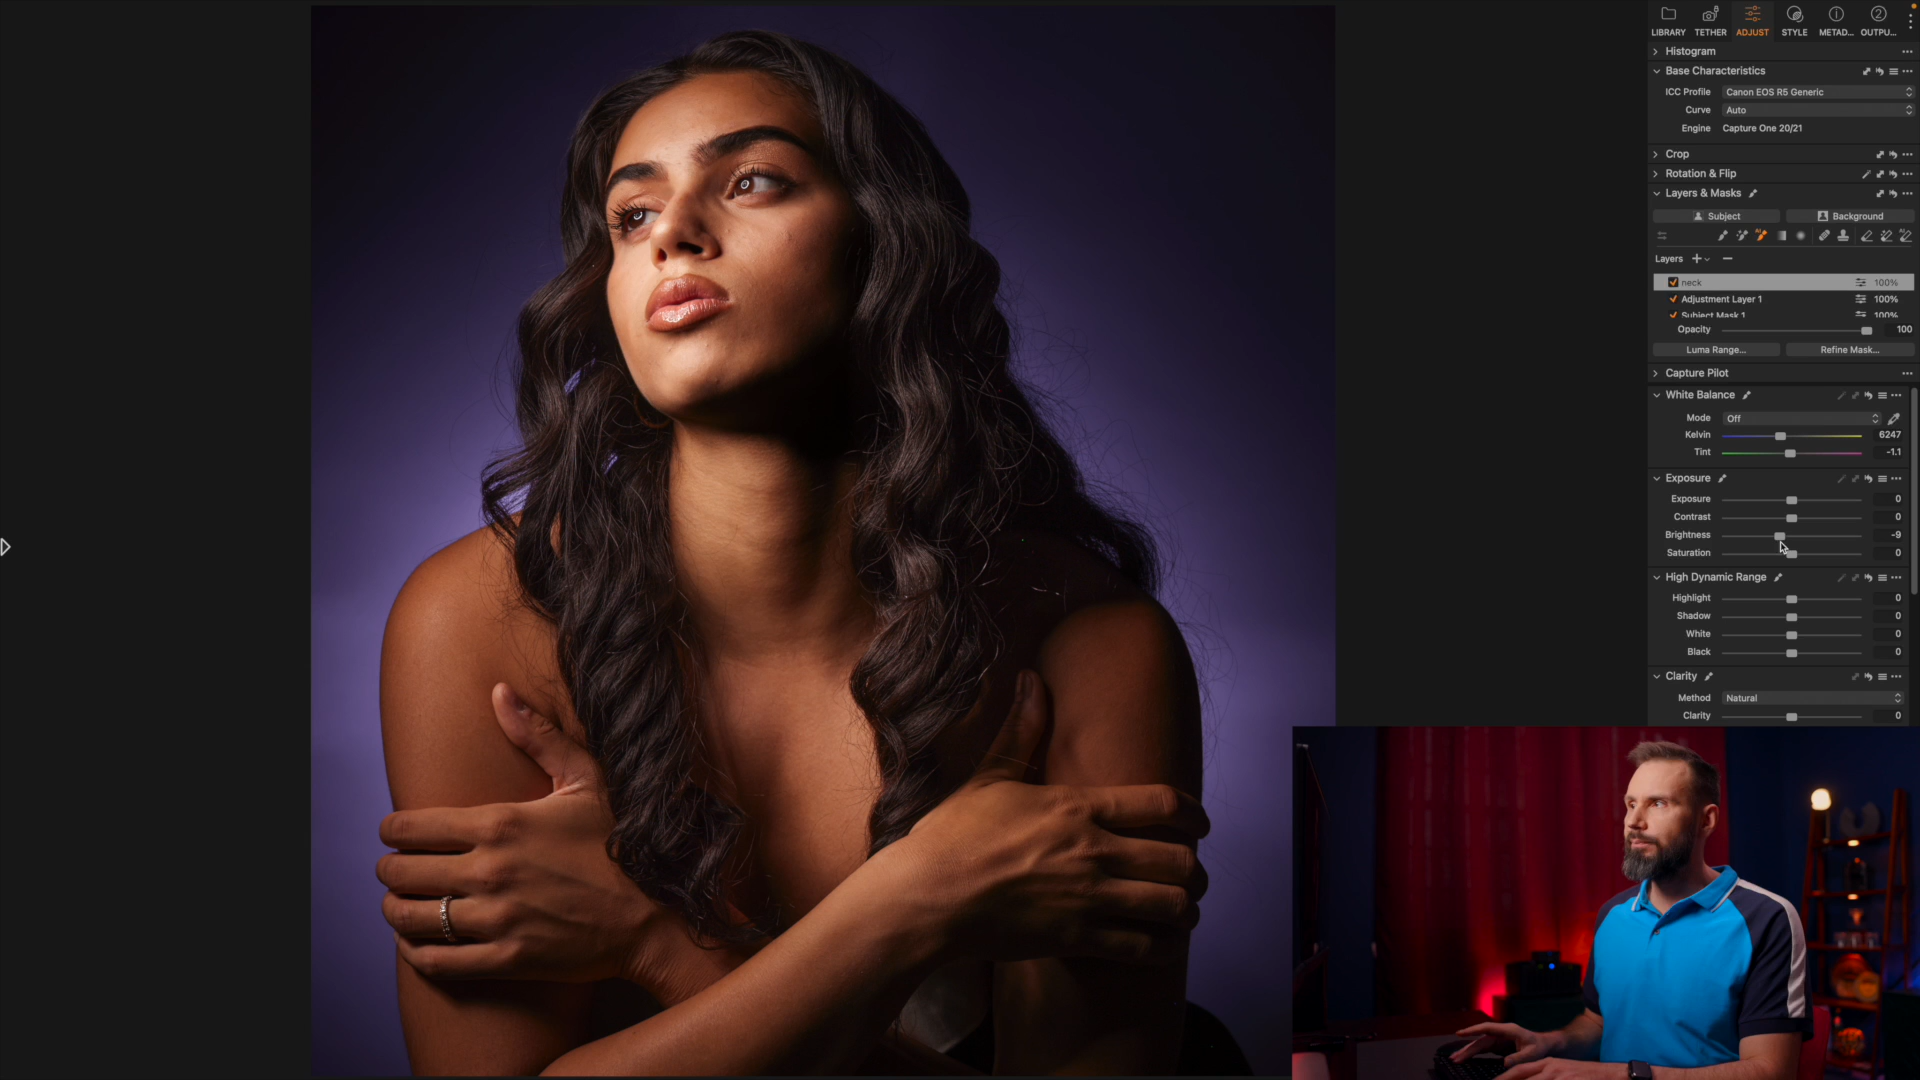 LIBRARY TETHER ADJUST STYLE METAD... OUTPU...
Histogram
Base Characteristics
ICC Profile Canon EOS R5 Generic
Curve Auto
Engine Capture One 20/21
Crop
Rotation & Flip
Layers & Masks
Subject Background
Layers
neck 100%
Adjustment Layer 1 100%
Subject Mask 1 100%
Opacity 100
Luma Range... Refine Mask...
Capture Pilot
White Balance
Mode Off
Kelvin 6247
Tint -1.1
Exposure
Exposure 0
Contrast 0
Brightness -9
Saturation 0
High Dynamic Range
Highlight 0
Shadow 0
White 0
Black 0
Clarity
Method Natural
Clarity 0